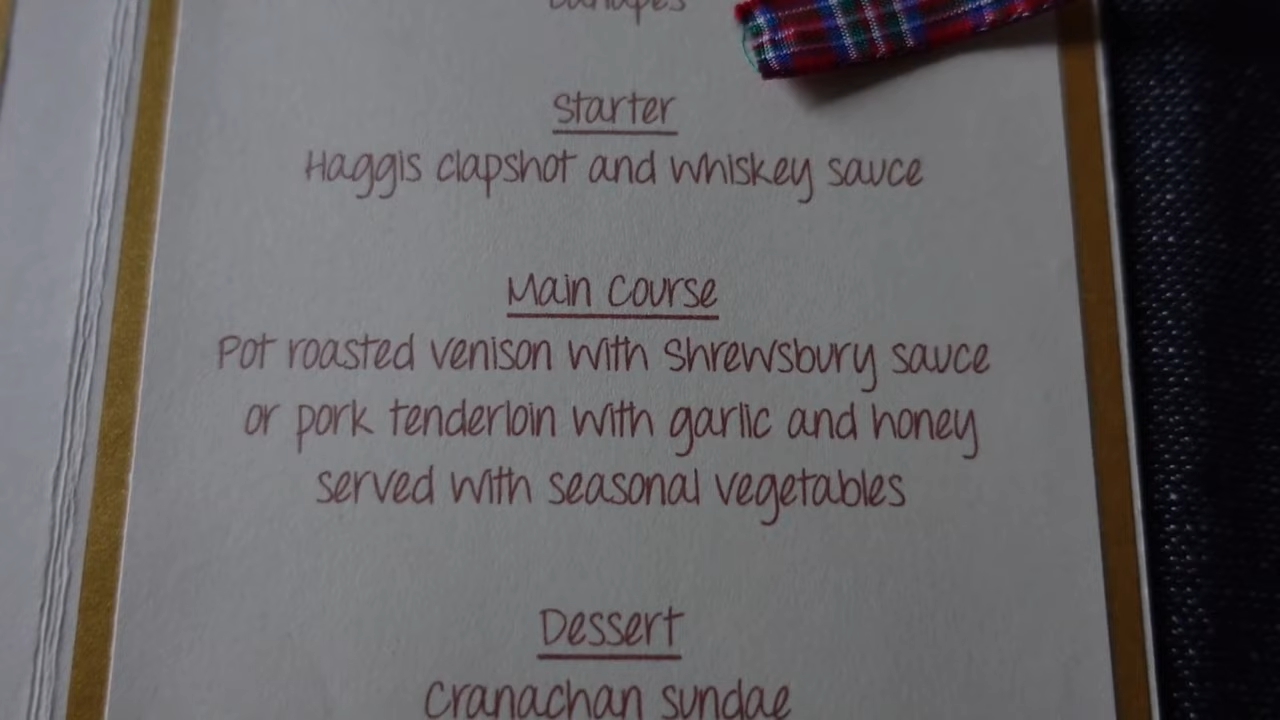 canapes
Starter
Haggis clapshot and whiskey sauce
Main Course
Pot roasted venison with Shrewsbury sauce
or pork tenderloin with garlic and honey
served with seasonal vegetables
Dessert
Cranachan sundae